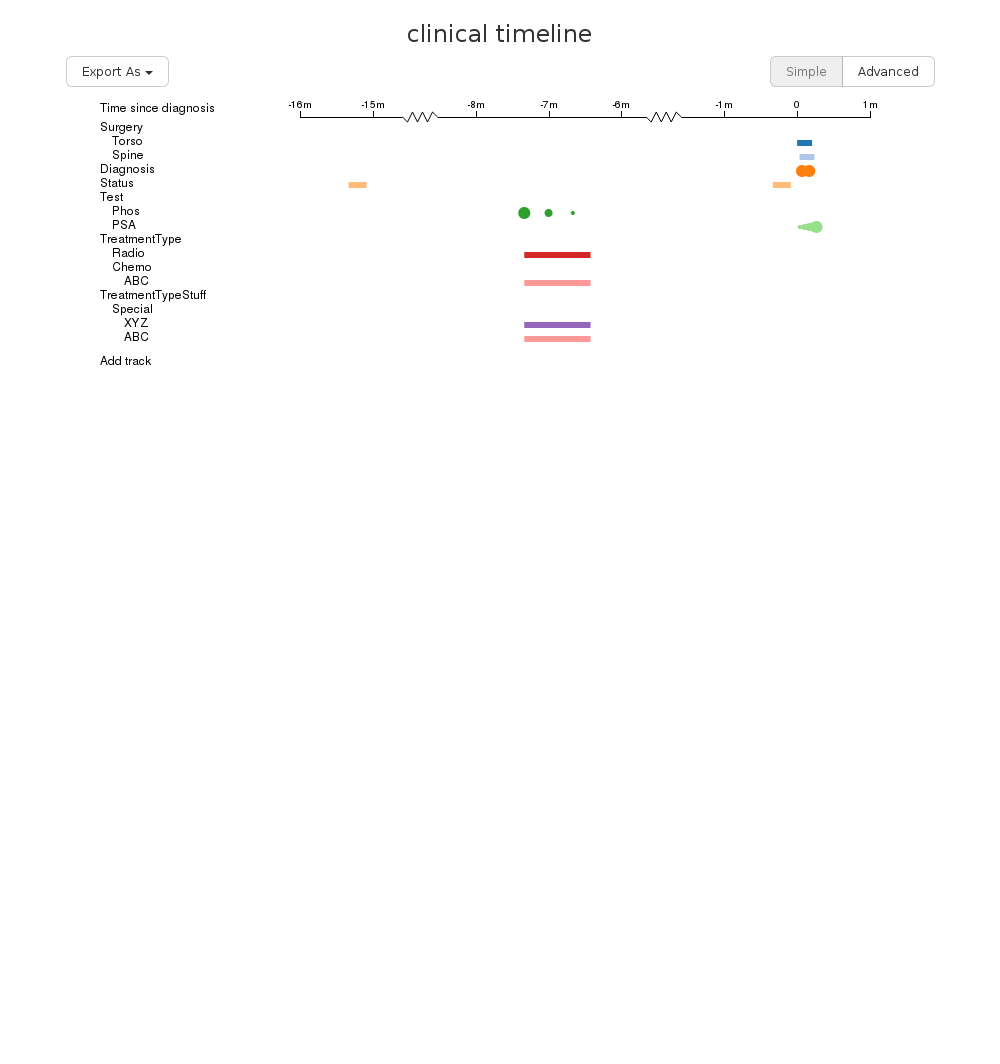 clinical timeline
Export As
Simple Advanced
Time since diagnosis
-16m -15m -8m -7m -6m -1m 0 1m
Surgery
Torso
Spine
Diagnosis
Status
Test
Phos
PSA
TreatmentType
Radio
Chemo
ABC
TreatmentTypeStuff
Special
XYZ
ABC
Add track